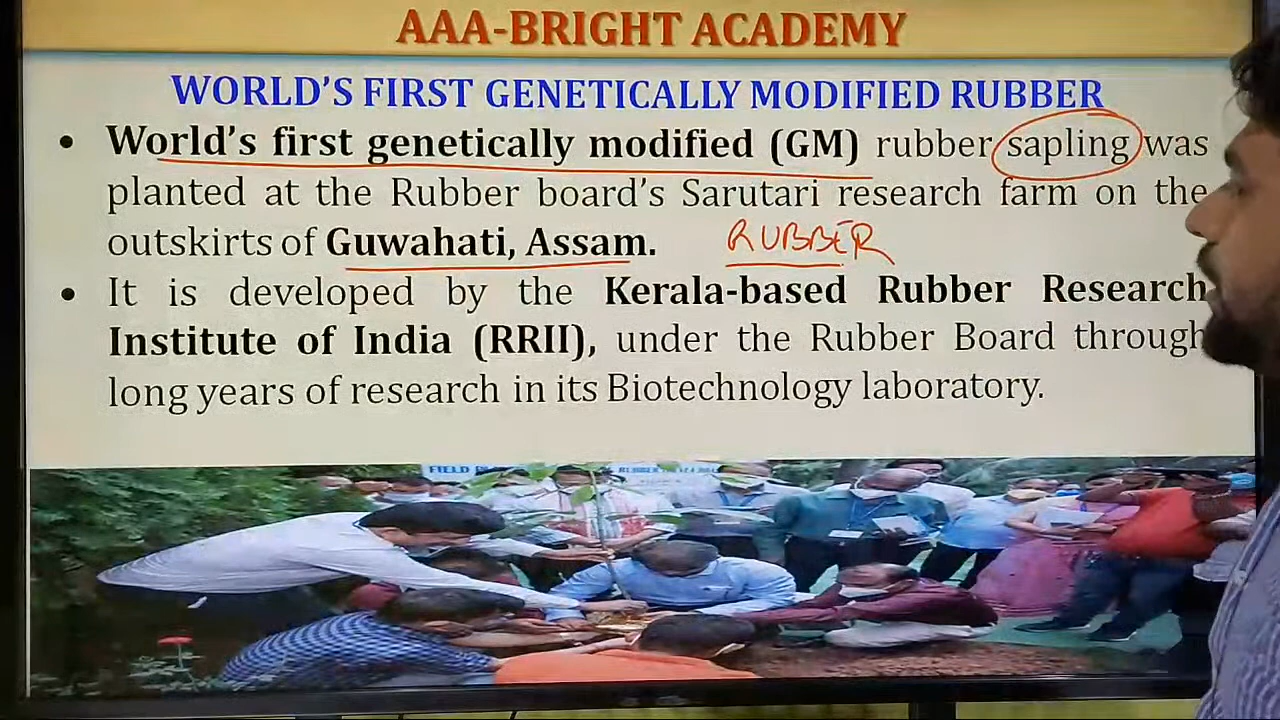 AAA-BRIGHT ACADEMY
WORLD'S FIRST GENETICALLY MODIFIED RUBBER
• World's first genetically modified (GM) rubber sapling was
planted at the Rubber board's Sarutari research farm on the
outskirts of Guwahati, Assam. RUBBER
• It is developed by the Kerala-based Rubber Research
Institute of India (RRII), under the Rubber Board through
long years of research in its Biotechnology laboratory.
FIELD